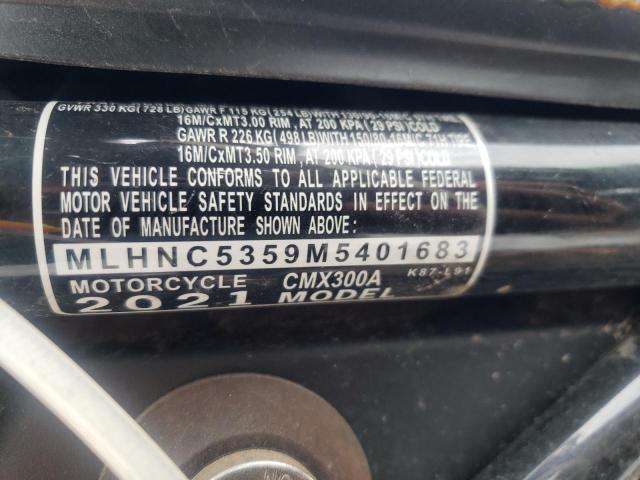 GVWR 330 KG( 728 LB)GAWR F 115 KG( 254 LB)WITH
16M/CxMT3.00 RIM , AT 200 KPA ( 29 PSI )COLD
GAWR R 226 KG( 498 LB)WITH 150/80-16M/C 71H TIRE
16M/CxMT3.50 RIM , AT 200 KPA ( 29 PSI )COLD
THIS VEHICLE CONFORMS TO ALL APPLICABLE FEDERAL
MOTOR VEHICLE SAFETY STANDARDS IN EFFECT ON THE
DATE OF MANUFACTURE SHOWN ABOVE:
MLHNC5359M5401683
MOTORCYCLE CMX300A K87-L91
2021 MODEL